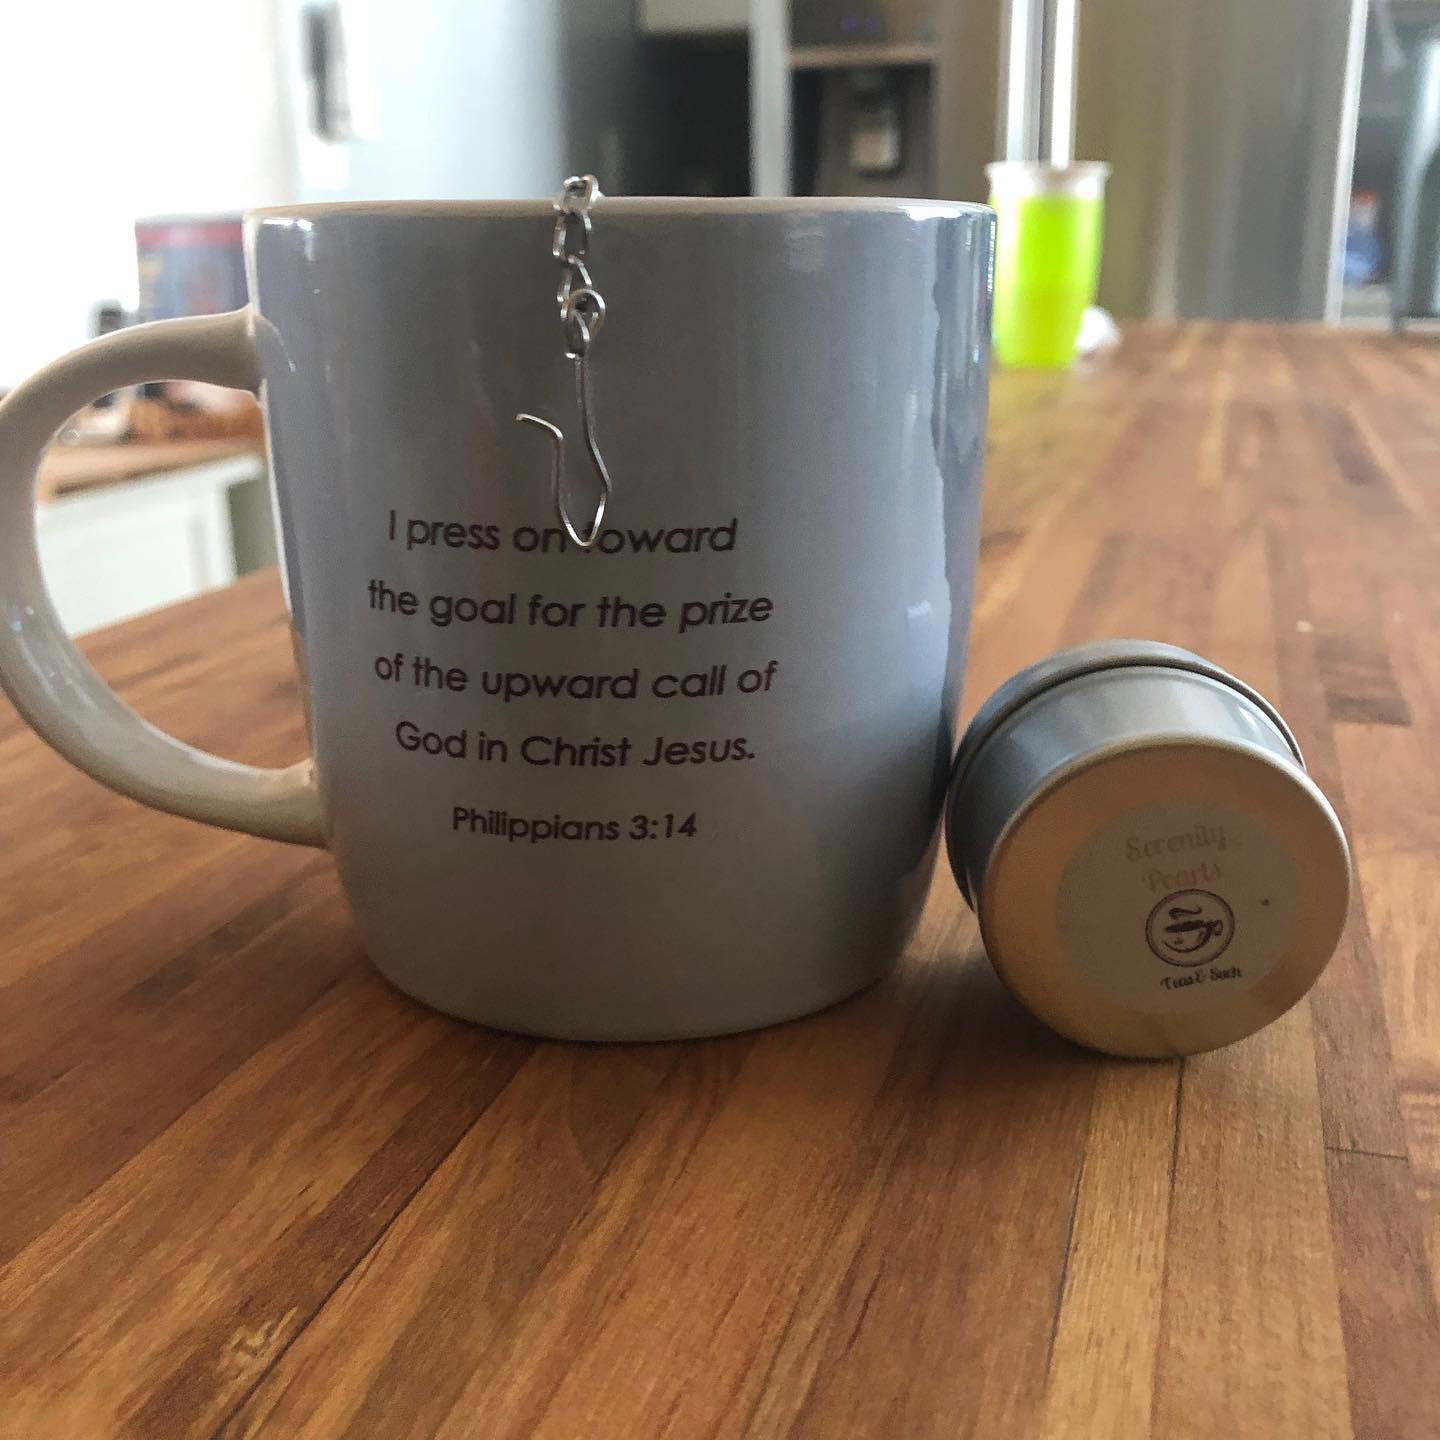 I press on toward
the goal for the prize
of the upward call of
God in Christ Jesus.
Philippians 3:14
Serenity
Pearls
Teas & Such